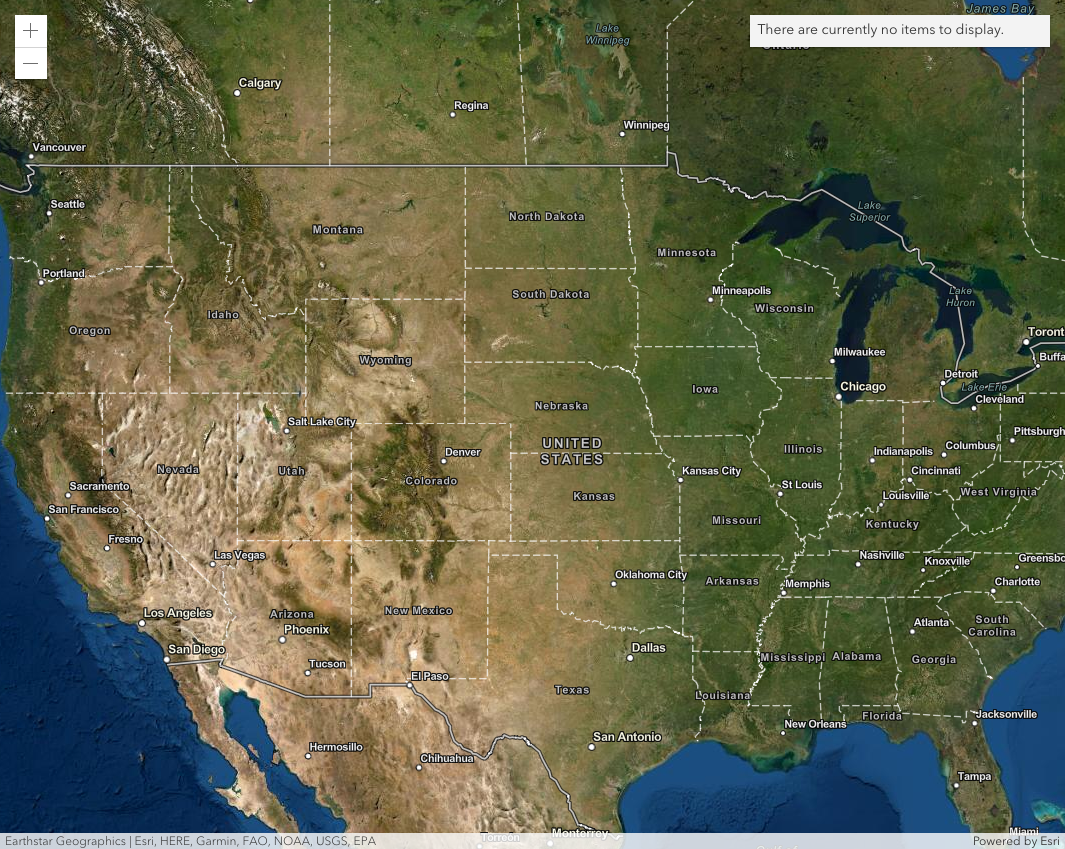 James Bay
There are currently no items to display.
Ontario
Lake
Winnipeg
Calgary
Regina
Winnipeg
Vancouver
Seattle
Lake
Superior
North Dakota
Montana
Minnesota
Portland
Minneapolis
South Dakota
Lake
Huron
Idaho
Wisconsin
Oregon
Toront
Milwaukee
Buffa
Wyoming
Detroit
Chicago
Lake Erie
Iowa
Cleveland
Nebraska
Salt Lake City
Pittsburgh
UNITED
STATES
Columbus
Illinois
Indianapolis
Denver
Nevada
Utah
Kansas City
Cincinnati
Colorado
Sacramento
St Louis
West Virginia
Kansas
Louisville
San Francisco
Missouri
Kentucky
Fresno
Las Vegas
Nashville
Knoxville
Greensbo
Oklahoma City
Arkansas
Memphis
Charlotte
Los Angeles
Arizona
New Mexico
Phoenix
Atlanta
South
Carolina
San Diego
Dallas
Mississippi
Alabama
Georgia
Tucson
El Paso
Texas
Louisiana
Florida
Jacksonville
New Orleans
San Antonio
Hermosillo
Chihuahua
Tampa
Torreón
Monterrey
Miami
Earthstar Geographics | Esri, HERE, Garmin, FAO, NOAA, USGS, EPA
Powered by Esri